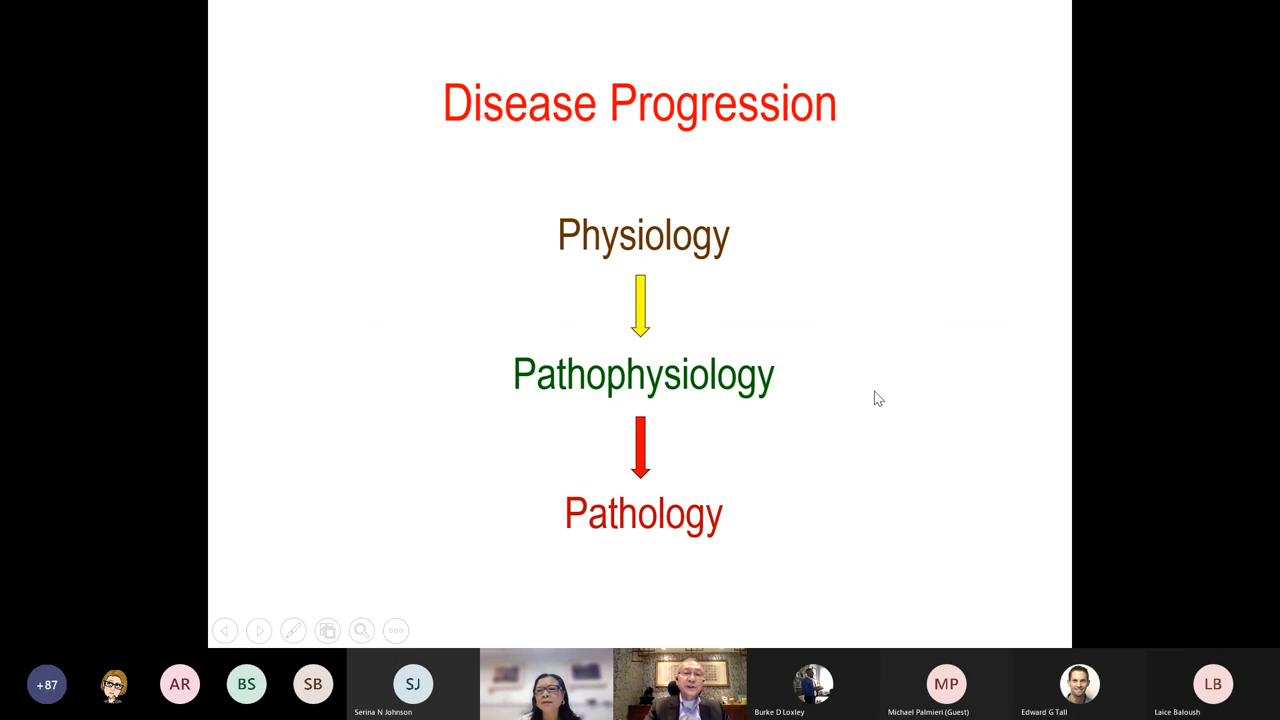 Disease Progression
Physiology
Pathophysiology
Pathology
+87
AR
BS
SB
SJ
MP
LB
Serina N Johnson
Burke D Loxley
Michael Palmieri (Guest)
Edward G Tall
Laice Baloush